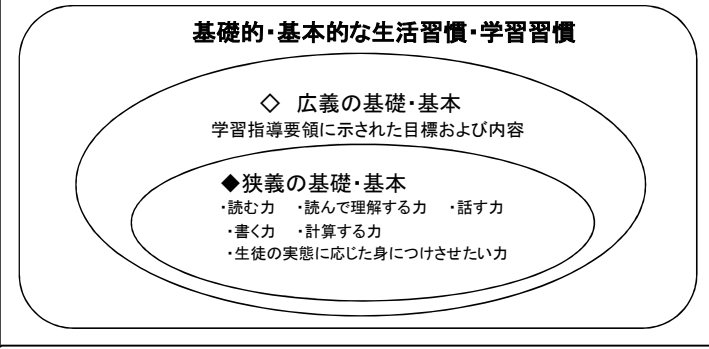 基礎的・基本的な生活習慣・学習習慣
◇　広義の基礎・基本
学習指導要領に示された目標および内容
◆狭義の基礎・基本
・読む力　・読んで理解する力　・話す力
・書く力　・計算する力
・生徒の実態に応じた身につけさせたい力